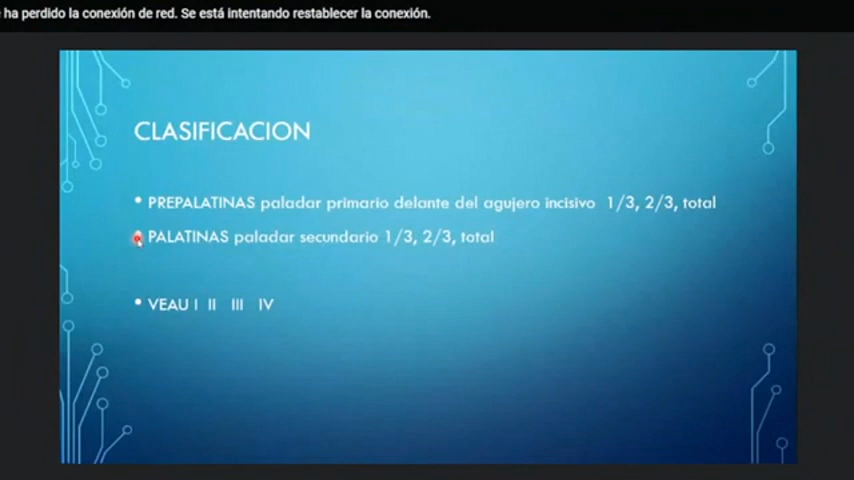 ha perdido la conexión de red. Se está intentando restablecer la conexión.
CLASIFICACION
• PREPALATINAS paladar primario delante del agujero incisivo 1/3, 2/3, total
• PALATINAS paladar secundario 1/3, 2/3, total
• VEAU I II III IV